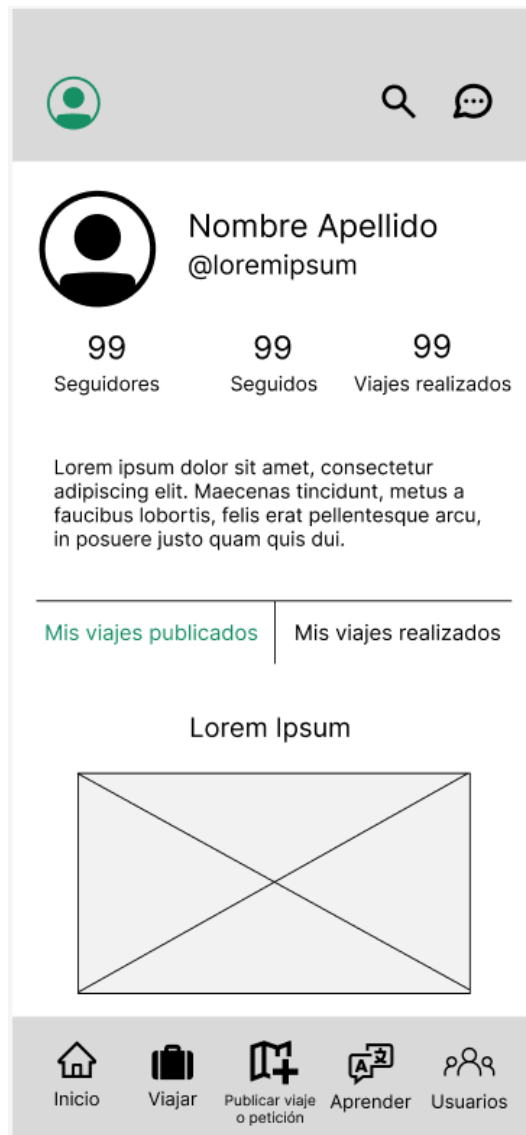 Nombre Apellido
@loremipsum
99 99 99
Seguidores Seguidos Viajes realizados
Lorem ipsum dolor sit amet, consectetur
adipiscing elit. Maecenas tincidunt, metus a
faucibus lobortis, felis erat pellentesque arcu,
in posuere justo quam quis dui.
Mis viajes publicados Mis viajes realizados
Lorem Ipsum
A 文
Inicio Viajar Publicar viaje Aprender Usuarios
o petición